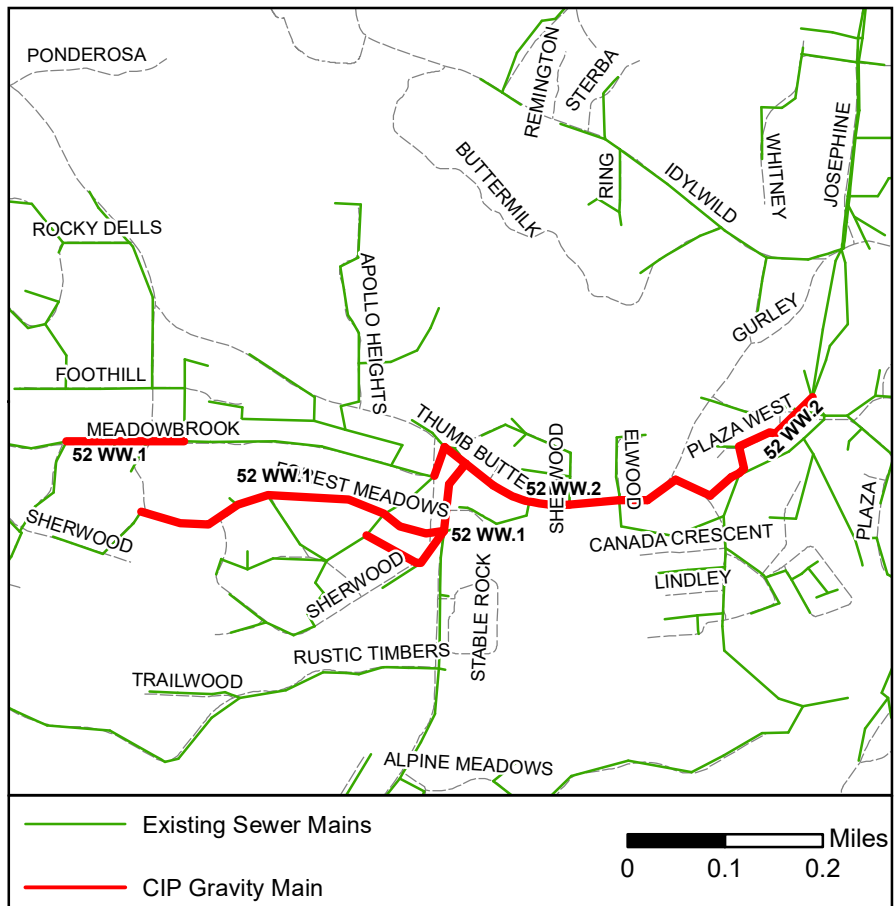 PONDEROSA
REMINGTON
STERBA
JOSEPHINE
WHITNEY
BUTTERMILK
RING
IDYLWILD
ROCKY DELLS
APOLLO HEIGHTS
GURLEY
FOOTHILL
MEADOWBROOK
52 WW.1
THUMB BUTTE
SHERWOOD
ELWOOD
PLAZA WEST
52 WW.2
52 WW.1
FOREST MEADOWS
52 WW.2
PLAZA
SHERWOOD
52 WW.1
CANADA CRESCENT
SHERWOOD
LINDLEY
STABLE ROCK
RUSTIC TIMBERS
TRAILWOOD
ALPINE MEADOWS
Existing Sewer Mains
CIP Gravity Main
Miles
0 0.1 0.2